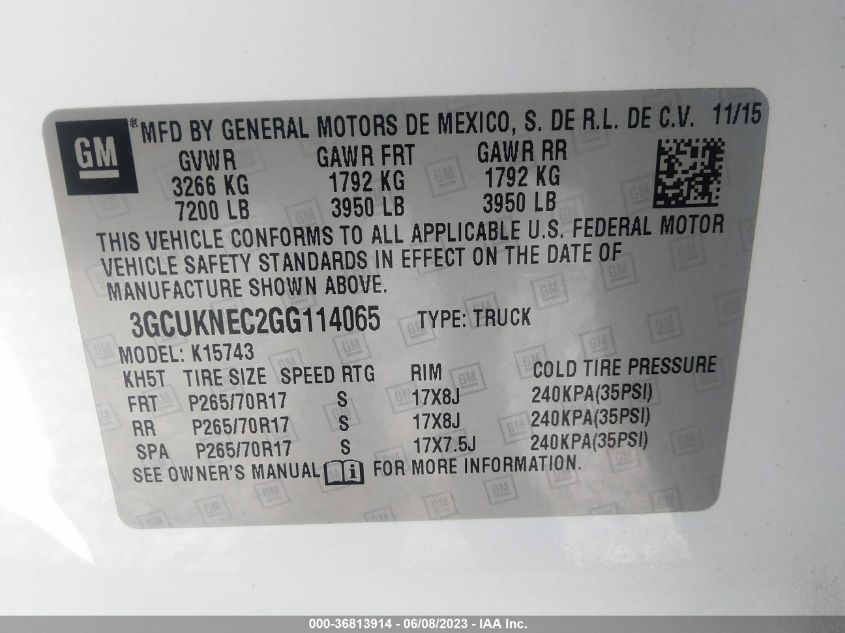 GM ® MFD BY GENERAL MOTORS DE MEXICO, S. DE R.L. DE C.V. 11/15
GVWR GAWR FRT GAWR RR
3266 KG 1792 KG 1792 KG
7200 LB 3950 LB 3950 LB
THIS VEHICLE CONFORMS TO ALL APPLICABLE U.S. FEDERAL MOTOR
VEHICLE SAFETY STANDARDS IN EFFECT ON THE DATE OF
MANUFACTURE SHOWN ABOVE.
3GCUKNEC2GG114065 TYPE: TRUCK
MODEL: K15743
KH5T TIRE SIZE SPEED RTG RIM COLD TIRE PRESSURE
FRT P265/70R17 S 17X8J 240KPA(35PSI)
RR P265/70R17 S 17X8J 240KPA(35PSI)
SPA P265/70R17 S 17X7.5J 240KPA(35PSI)
SEE OWNER'S MANUAL i FOR MORE INFORMATION.
000-36813914 - 06/08/2023 - IAA Inc.